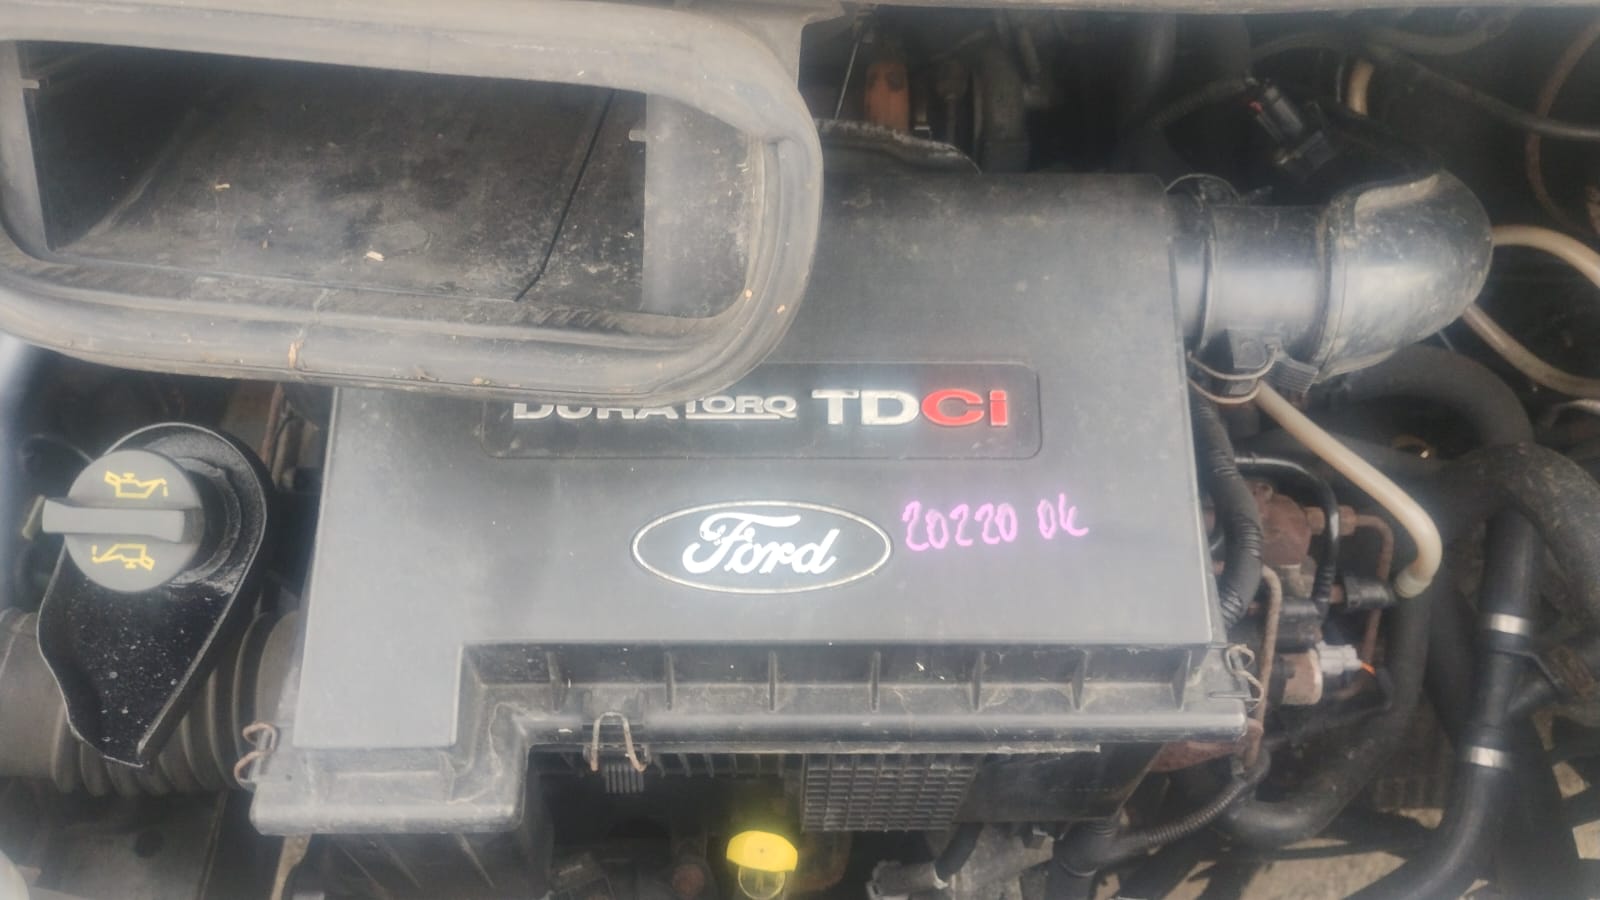 DURATORQ TDCi
Ford 20220 OK